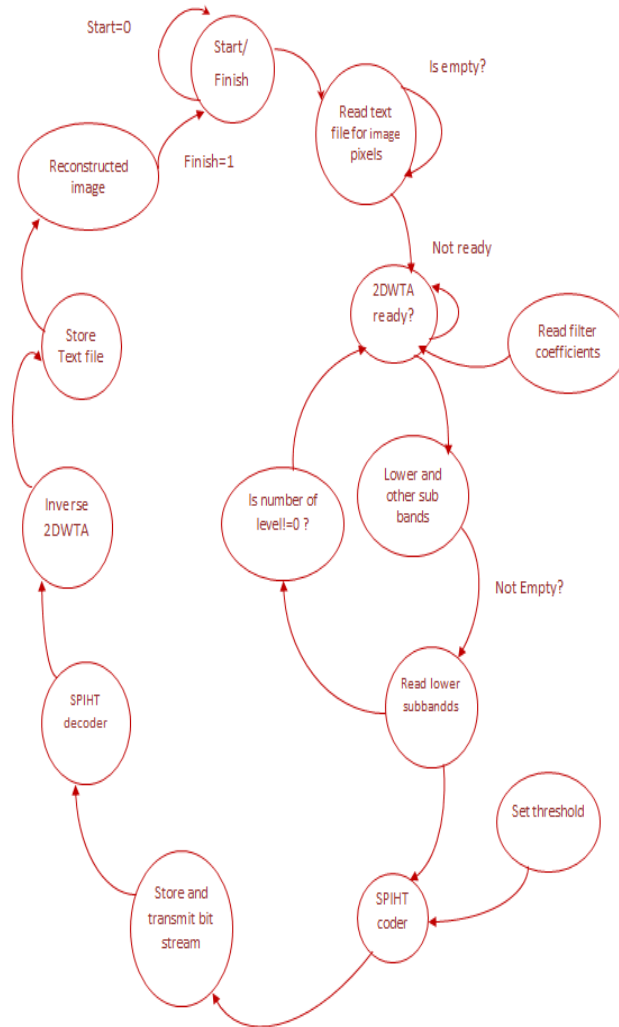 Start=0
Start/
Finish
Is empty?
Read text
file for image
pixels
Reconstructed
image
Finish=1
Not ready
2DWTA
ready?
Read filter
coefficients
Store
Text file
Lower and
other sub
bands
Is number of
level!=0 ?
Inverse
2DWTA
Not Empty?
Read lower
subbandds
SPIHT
decoder
Set threshold
SPIHT
coder
Store and
transmit bit
stream